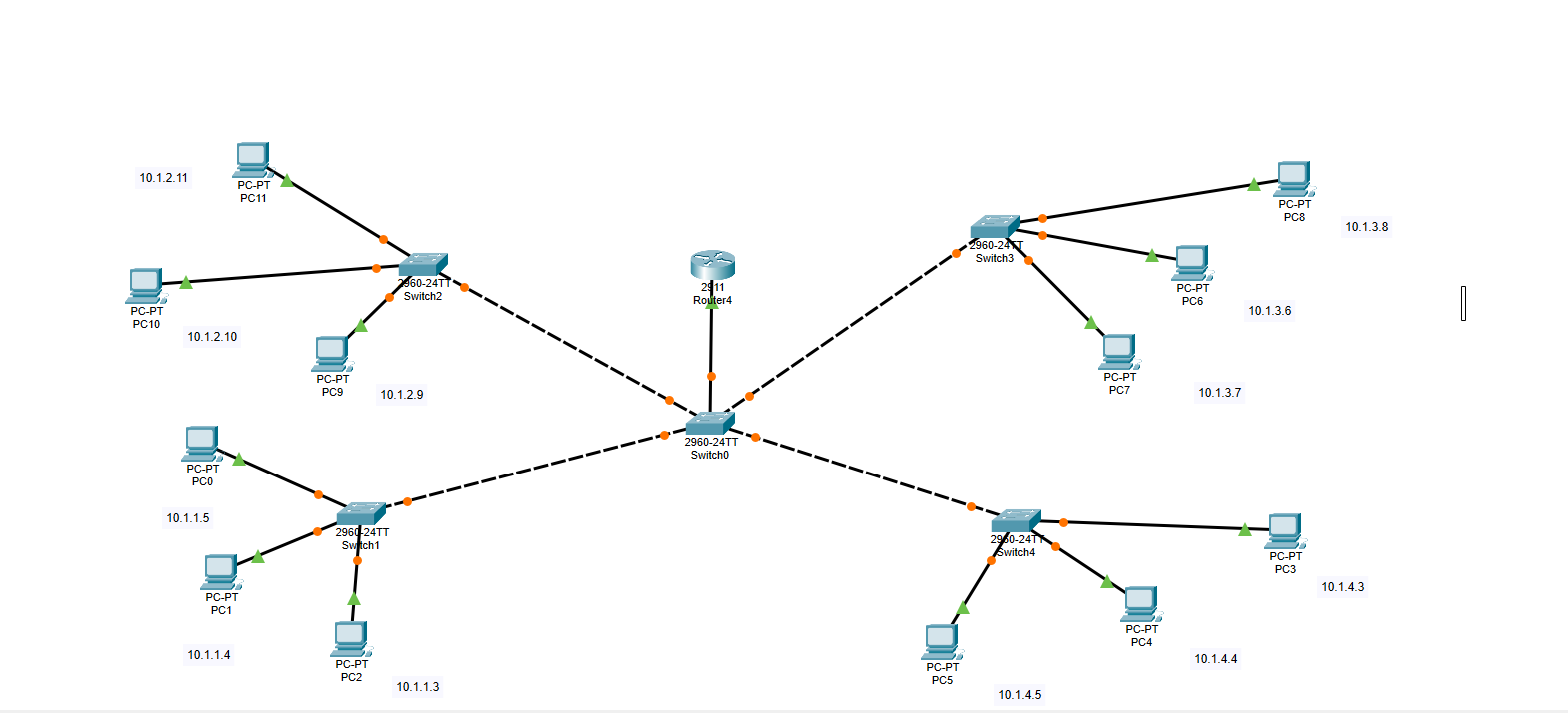 10.1.2.11
PC-PT
PC11
PC-PT
PC10
10.1.2.10
2960-24TT
Switch2
PC-PT
PC9
10.1.2.9
2911
Router4
2960-24TT
Switch3
PC-PT
PC8
10.1.3.8
PC-PT
PC6
10.1.3.6
PC-PT
PC7
10.1.3.7
2960-24TT
Switch0
PC-PT
PC0
10.1.1.5
2960-24TT
Switch1
PC-PT
PC1
10.1.1.4
PC-PT
PC2
10.1.1.3
2960-24TT
Switch4
PC-PT
PC3
10.1.4.3
PC-PT
PC4
10.1.4.4
PC-PT
PC5
10.1.4.5